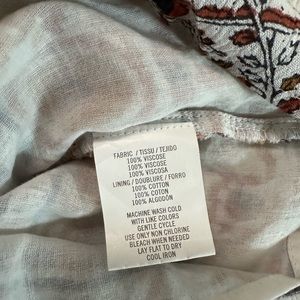 FABRIC / TISSU / TEJIDO
100% VISCOSE
100% VISCOSE
100% VISCOSA
LINING / DOUBLURE / FORRO
100% COTTON
100% COTON
100% ALGODÓN
MACHINE WASH COLD
WITH LIKE COLORS
GENTLE CYCLE
USE ONLY NON CHLORINE
BLEACH WHEN NEEDED
LAY FLAT TO DRY
COOL IRON